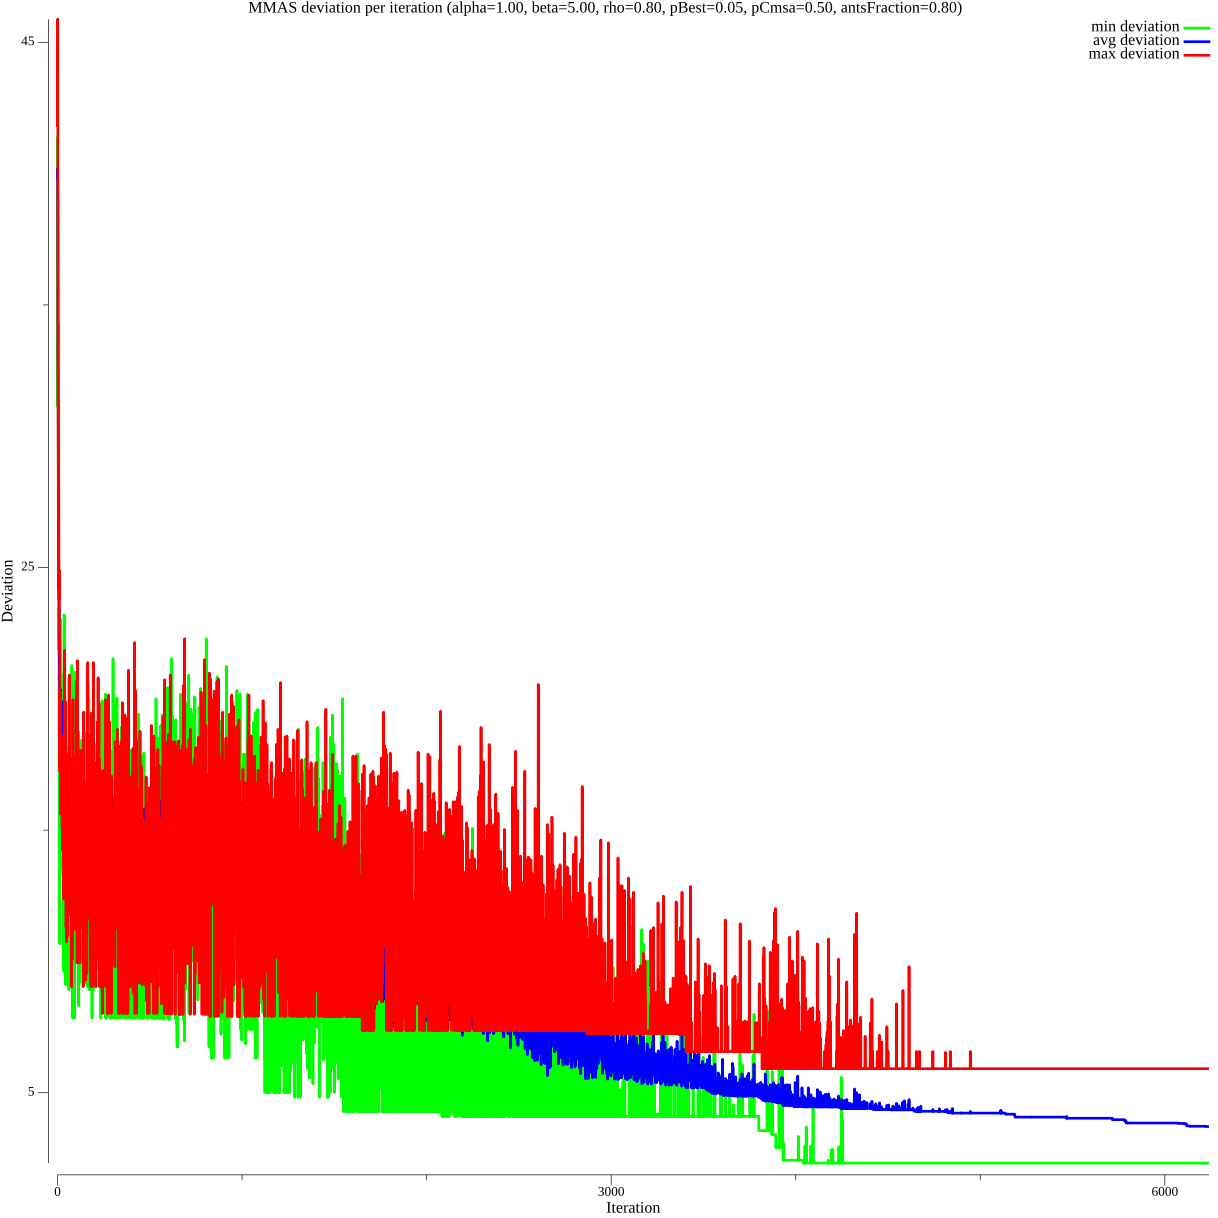 MMAS deviation per iteration (alpha=1.00, beta=5.00, rho=0.80, pBest=0.05, pCmsa=0.50, antsFraction=0.80)
min deviation
avg deviation
max deviation
45
25
5
Deviation
0
3000
6000
Iteration